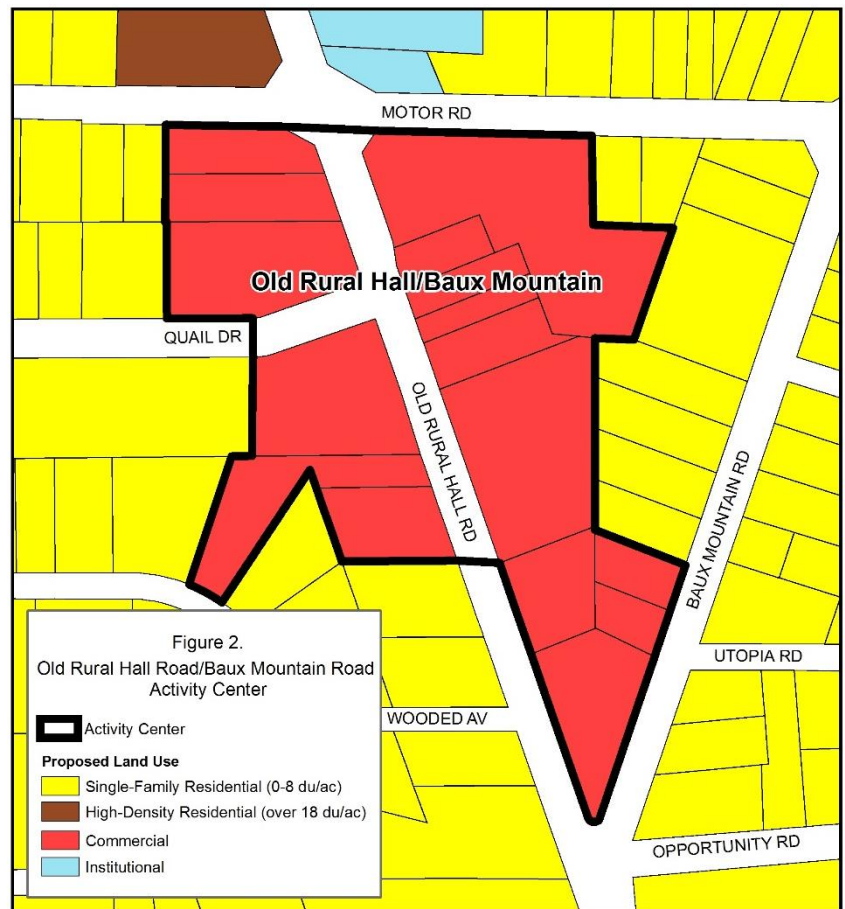 MOTOR RD
Old Rural Hall/Baux Mountain
QUAIL DR
OLD RURAL HALL RD
BAUX MOUNTAIN RD
UTOPIA RD
WOODED AV
OPPORTUNITY RD
Figure 2.
Old Rural Hall Road/Baux Mountain Road
Activity Center
Activity Center
Proposed Land Use
Single-Family Residential (0-8 du/ac)
High-Density Residential (over 18 du/ac)
Commercial
Institutional